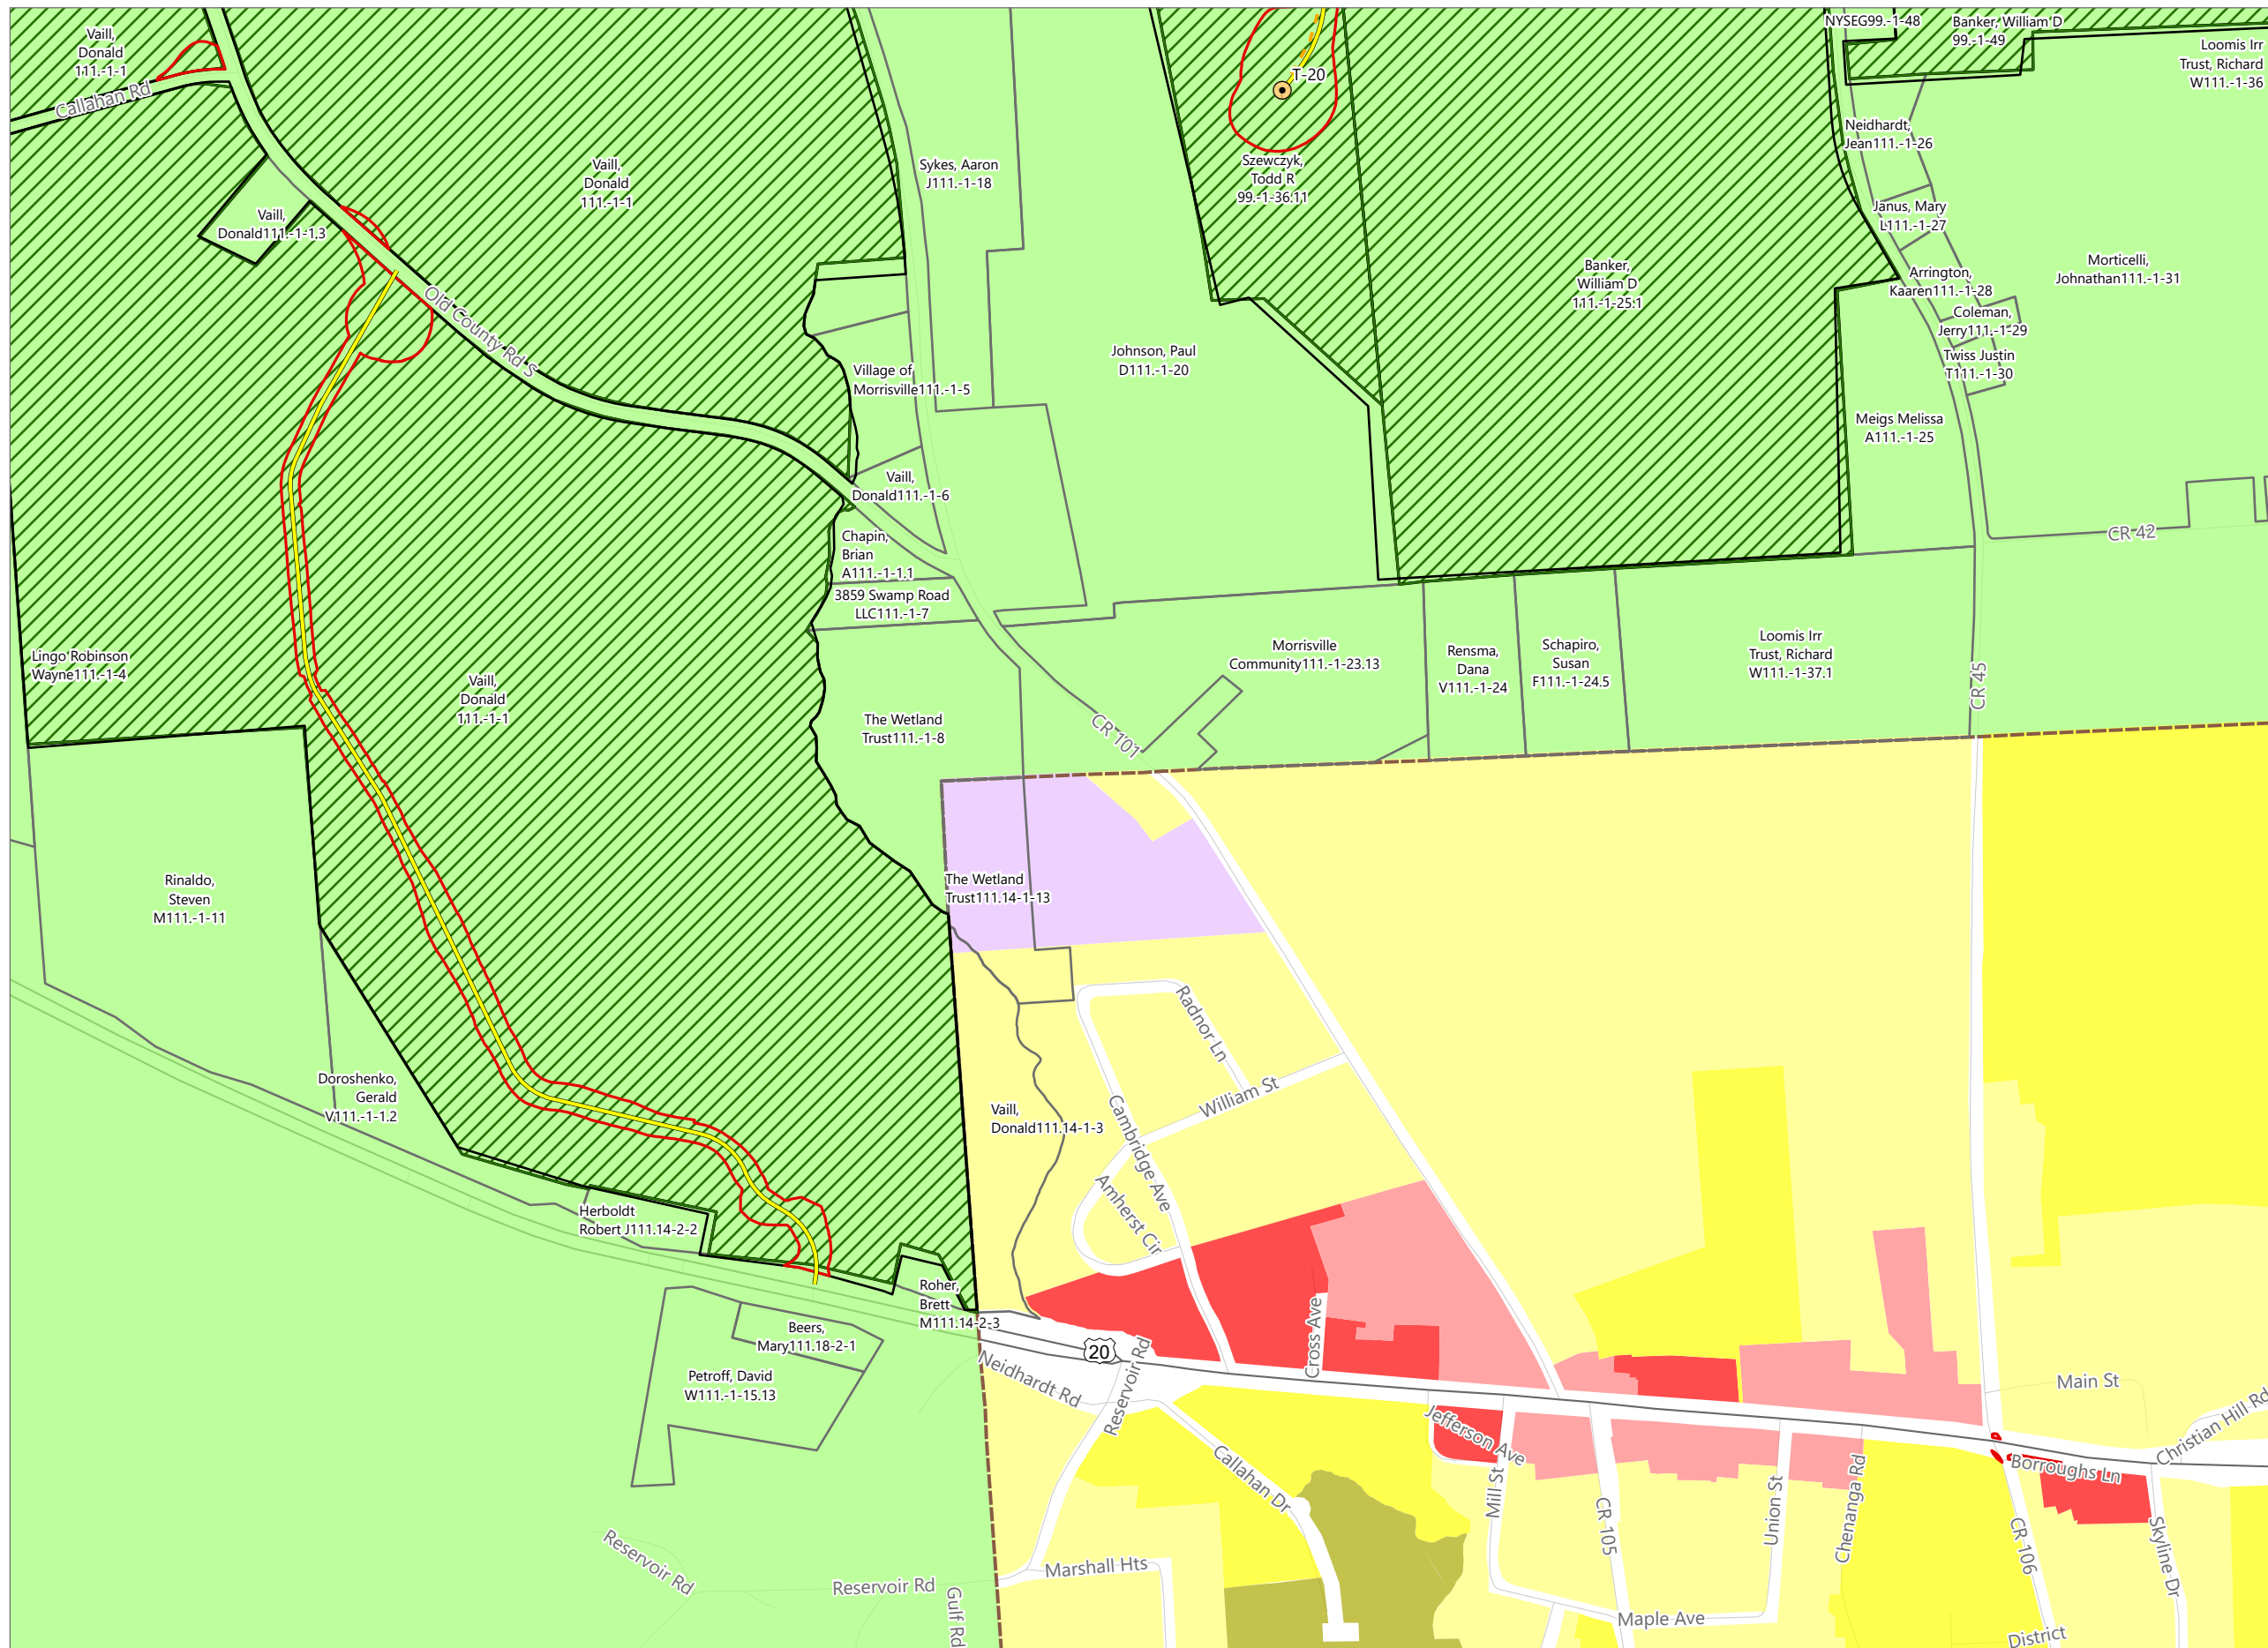 Vaill,
Donald
111.-1-1
Callahan Rd
Vaill,
Donald111.-1-1.3
Vaill,
Donald
111.-1-1
Old County Rd S
Sykes, Aaron
J111.-1-18
T-20
Szewczyk,
Todd R
99.-1-36.11
NYSEG99.-1-48
Banker, William D
99.-1-49
Loomis Irr
Trust, Richard
W111.-1-36
Neidhardt,
Jean111.-1-26
Janus, Mary
L111.-1-27
Arrington,
Kaaren111.-1-28
Morticelli,
Johnathan111.-1-31
Coleman,
Jerry111.-1-29
Twiss Justin
T111.-1-30
Meigs Melissa
A111.-1-25
Banker,
William D
111.-1-25.1
Johnson, Paul
D111.-1-20
Village of
Morrisville111.-1-5
Vaill,
Donald111.-1-6
Chapin,
Brian
A111.-1-1.1
3859 Swamp Road
LLC111.-1-7
CR 42
Lingo Robinson
Wayne111.-1-4
Vaill,
Donald
111.-1-1
The Wetland
Trust111.-1-8
CR 101
Morrisville
Community111.-1-23.13
Rensma,
Dana
V111.-1-24
Schapiro,
Susan
F111.-1-24.5
Loomis Irr
Trust, Richard
W111.-1-37.1
CR 45
Rinaldo,
Steven
M111.-1-11
The Wetland
Trust111.14-1-13
Radnor Ln
William St
Cambridge Ave
Amherst Cir
Doroshenko,
Gerald
V111.-1-1.2
Vaill,
Donald111.14-1-3
Herboldt
Robert J111.14-2-2
Roher,
Brett
M111.14-2-3
Beers,
Mary111.18-2-1
Petroff, David
W111.-1-15.13
20
Neidhardt Rd
Reservoir Rd
Cross Ave
Jefferson Ave
Callahan Dr
Mill St
CR 105
Union St
Chenanga Rd
Main St
Christian Hill Rd
Borroughs Ln
CR 106
Skyline Dr
Marshall Hts
Reservoir Rd
Reservoir Rd
Gulf Rd
Maple Ave
District